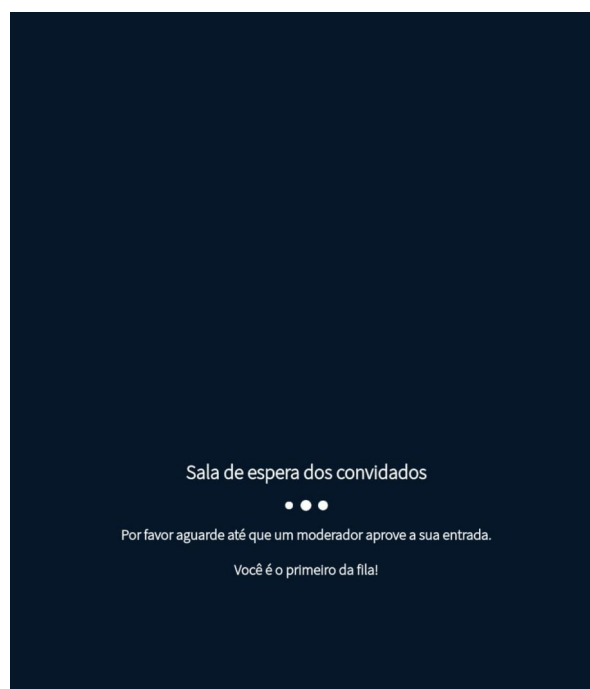 Sala de espera dos convidados
Por favor aguarde até que um moderador aprove a sua entrada.
Você é o primeiro da fila!